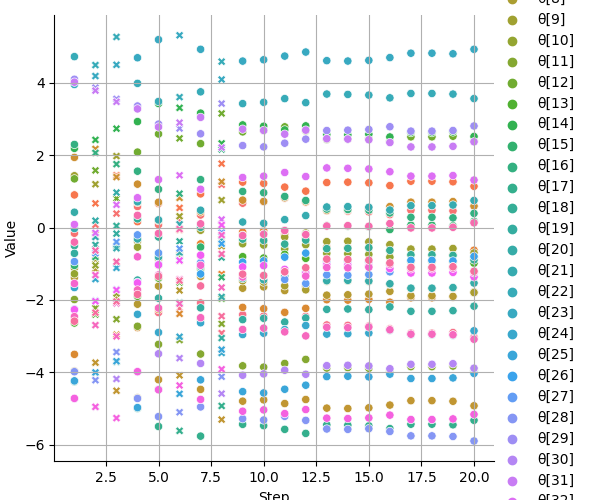 θ[8]
θ[9]
θ[10]
θ[11]
θ[12]
θ[13]
θ[14]
θ[15]
θ[16]
θ[17]
θ[18]
θ[19]
θ[20]
θ[21]
θ[22]
θ[23]
θ[24]
θ[25]
θ[26]
θ[27]
θ[28]
θ[29]
θ[30]
θ[31]
θ[32]
Value
4
2
0
−2
−4
−6
2.5 5.0 7.5 10.0 12.5 15.0 17.5 20.0
Step